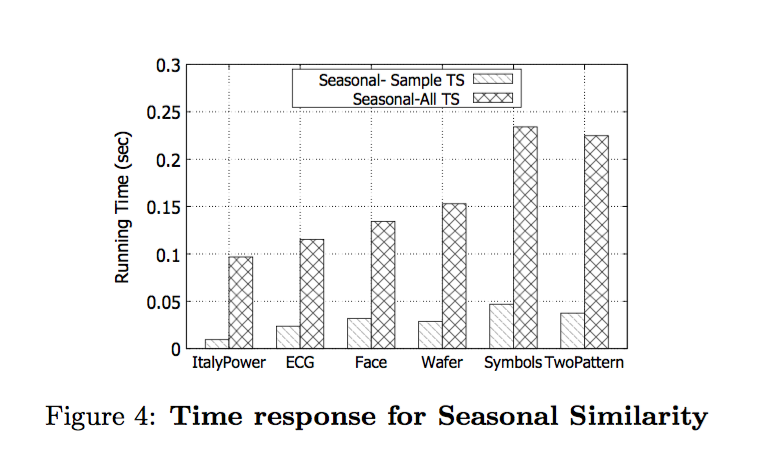 0.3
Seasonal- Sample TS
Seasonal-All TS
0.25
0.2
0.15
0.1
0.05
0
Running Time (sec)
ItalyPower ECG Face Wafer Symbols TwoPattern
Figure 4: Time response for Seasonal Similarity